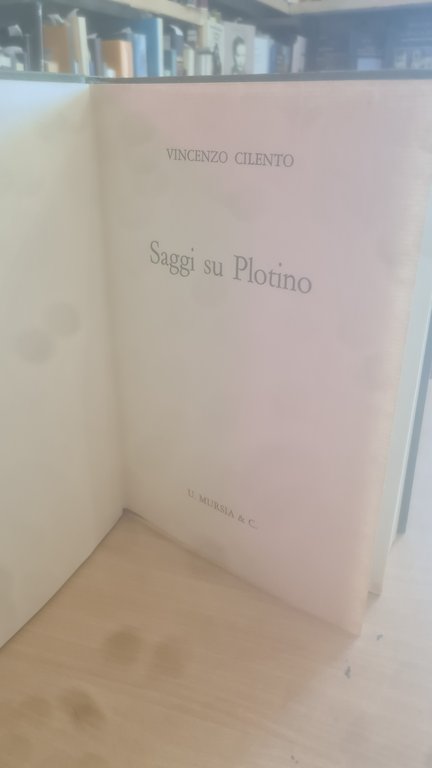 VINCENZO CILENTO
Saggi su Plotino
U. MURSIA & C.